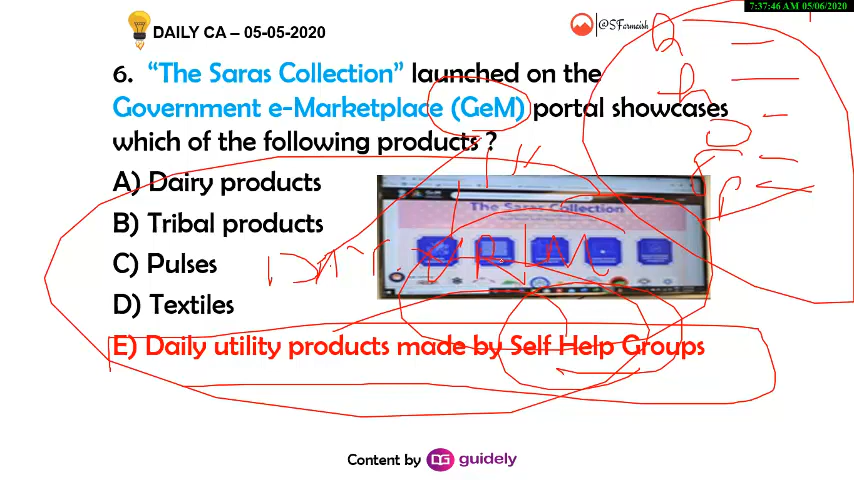 7:37:46 AM 05/06/2020
DAILY CA – 05-05-2020
@SFarmaish
6. “The Saras Collection” launched on the
Government e-Marketplace (GeM) portal showcases
which of the following products ?
A) Dairy products
B) Tribal products
C) Pulses
D) Textiles
E) Daily utility products made by Self Help Groups
The Saras Collection
Content by guidely